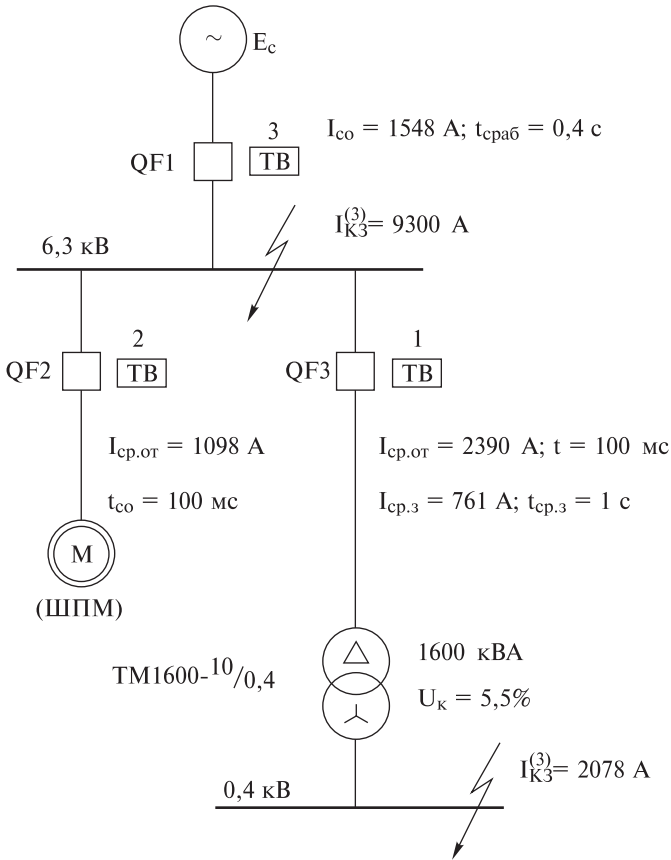 ~ Eс
3 Iсо = 1548 А; tсраб = 0,4 с
QF1 ТВ
I(3)КЗ = 9300 А
6,3 кВ
2 1
QF2 ТВ QF3 ТВ
Iср.от = 1098 А Iср.от = 2390 А; t = 100 мс
tсо = 100 мс Iср.з = 761 А; tср.з = 1 с
М
(ШПМ)
1600 кВА
ТМ1600-10/0,4
Uк = 5,5%
I(3)КЗ = 2078 А
0,4 кВ